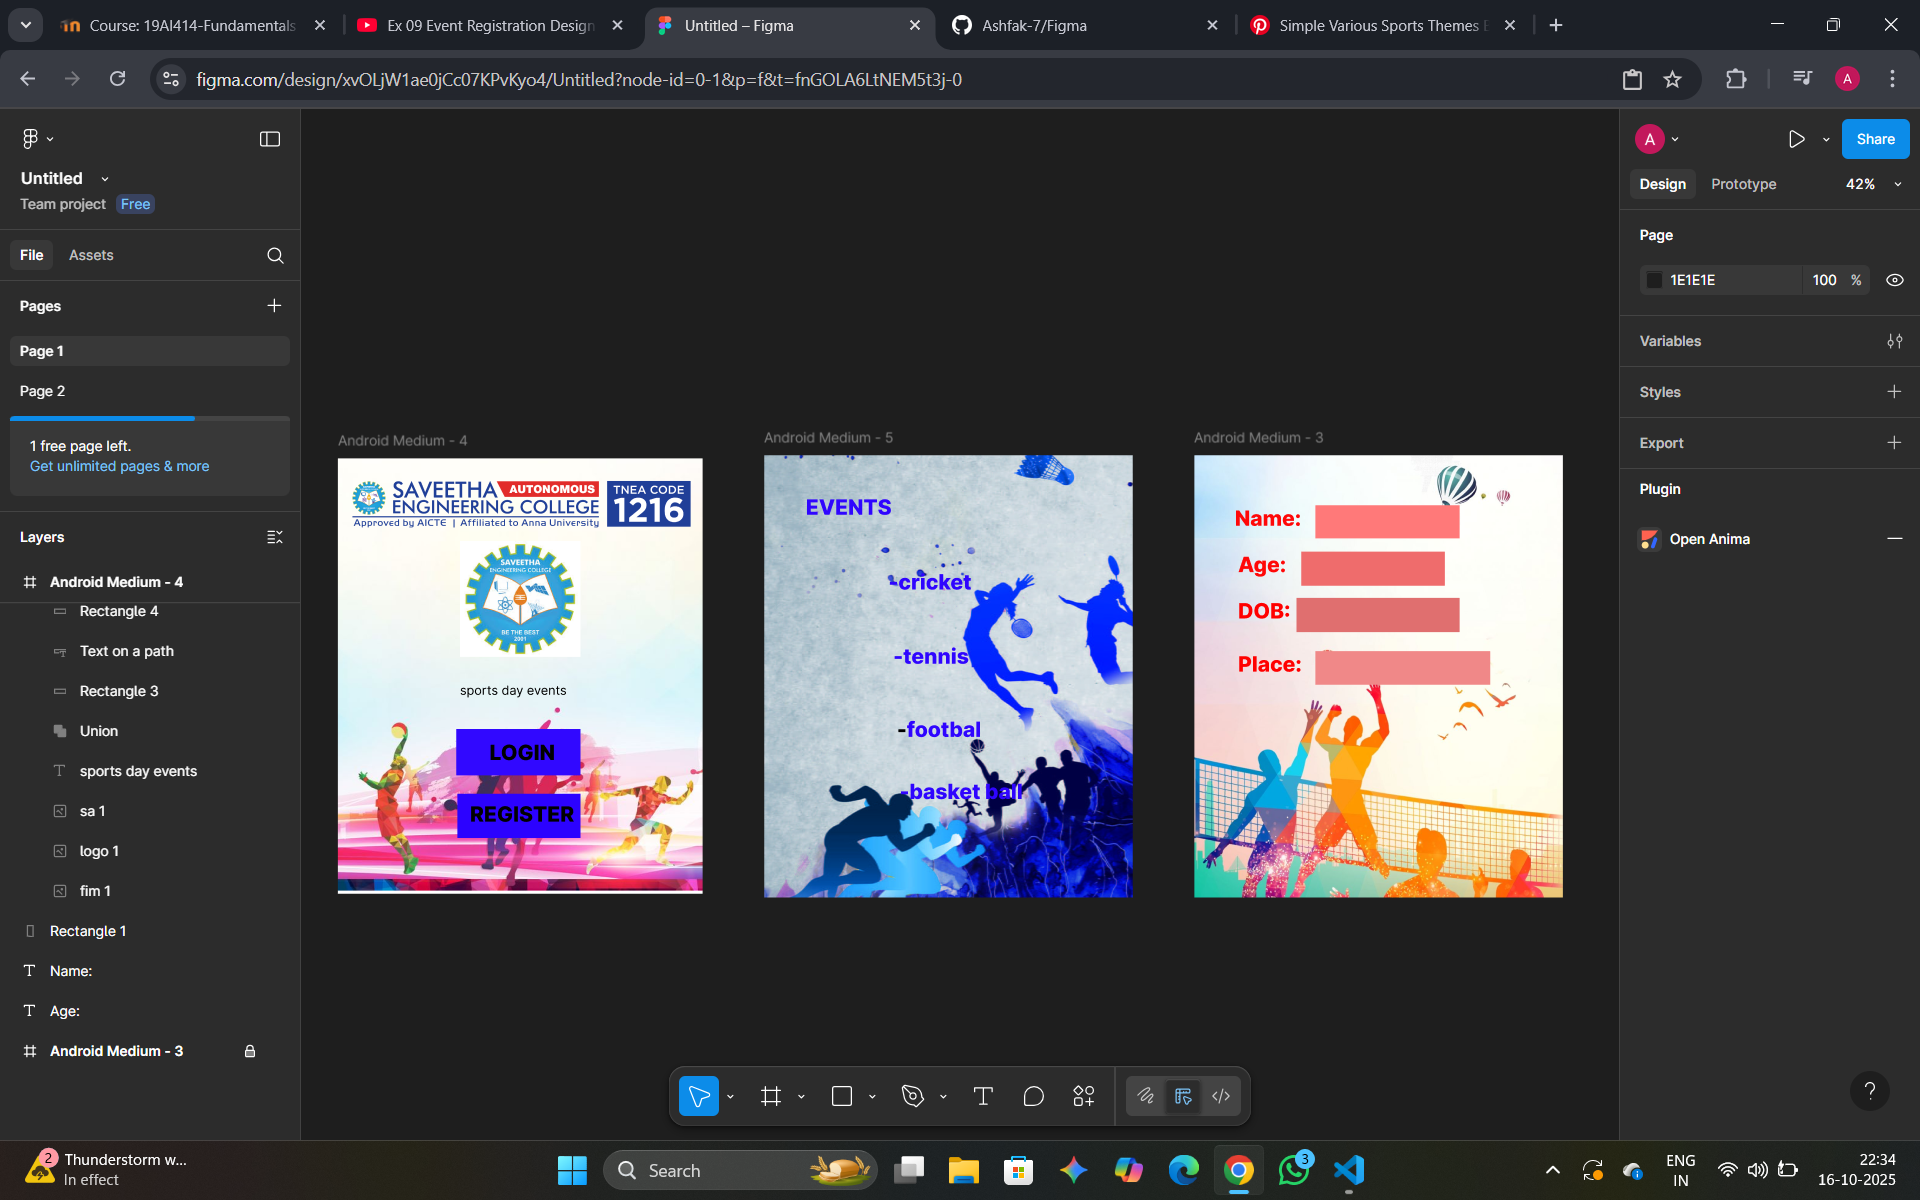 Course: 19AI414-Fundamentals
Ex 09 Event Registration Design
Untitled – Figma
Ashfak-7/Figma
Simple Various Sports Themes
figma.com/design/xvOLjW1ae0jCc07KPvKyo4/Untitled?node-id=0-1&p=f&t=fnGOLA6LtNEM5t3j-0
A
Untitled
Team project Free
File Assets
Pages
Page 1
Page 2
1 free page left.
Get unlimited pages & more
Layers
Android Medium - 4
Rectangle 4
Text on a path
Rectangle 3
Union
sports day events
sa 1
logo 1
fim 1
Rectangle 1
Name:
Age:
Android Medium - 3
Android Medium - 4
SAVEETHA AUTONOMOUS
ENGINEERING COLLEGE
Approved by AICTE | Affiliated to Anna University
TNEA CODE
1216
SAVEETHA
ENGINEERING COLLEGE
BE THE BEST
2001
sports day events
LOGIN
REGISTER
Android Medium - 5
EVENTS
-cricket
-tennis
-footbal
-basket ball
Android Medium - 3
Name:
Age:
DOB:
Place:
A
Share
Design Prototype 42%
Page
1E1E1E 100 %
Variables
Styles
Export
Plugin
Open Anima
?
2
Thunderstorm w...
In effect
Search
3
ENG
IN
22:34
16-10-2025